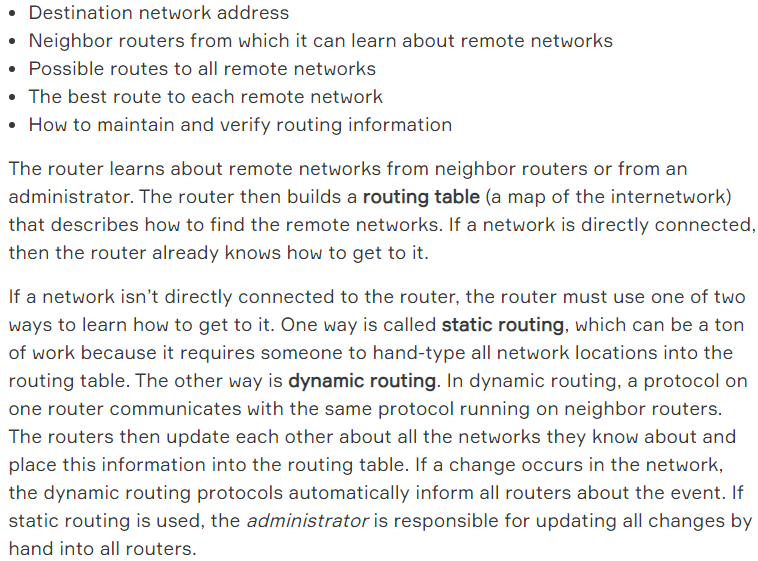 • Destination network address
• Neighbor routers from which it can learn about remote networks
• Possible routes to all remote networks
• The best route to each remote network
• How to maintain and verify routing information
The router learns about remote networks from neighbor routers or from an
administrator. The router then builds a routing table (a map of the internetwork)
that describes how to find the remote networks. If a network is directly connected,
then the router already knows how to get to it.
If a network isn’t directly connected to the router, the router must use one of two
ways to learn how to get to it. One way is called static routing, which can be a ton
of work because it requires someone to hand-type all network locations into the
routing table. The other way is dynamic routing. In dynamic routing, a protocol on
one router communicates with the same protocol running on neighbor routers.
The routers then update each other about all the networks they know about and
place this information into the routing table. If a change occurs in the network,
the dynamic routing protocols automatically inform all routers about the event. If
static routing is used, the administrator is responsible for updating all changes by
hand into all routers.